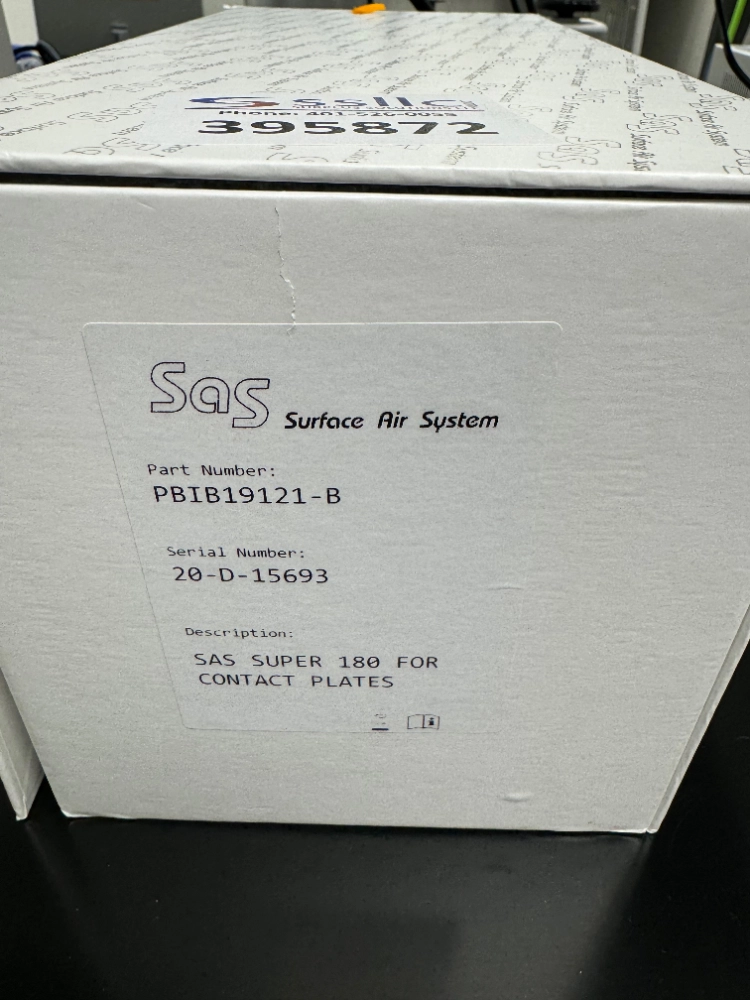 ssllc
395872
SaS Surface Air System
Part Number:
PBIB19121-B
Serial Number:
20-D-15693
Description:
SAS SUPER 180 FOR
CONTACT PLATES